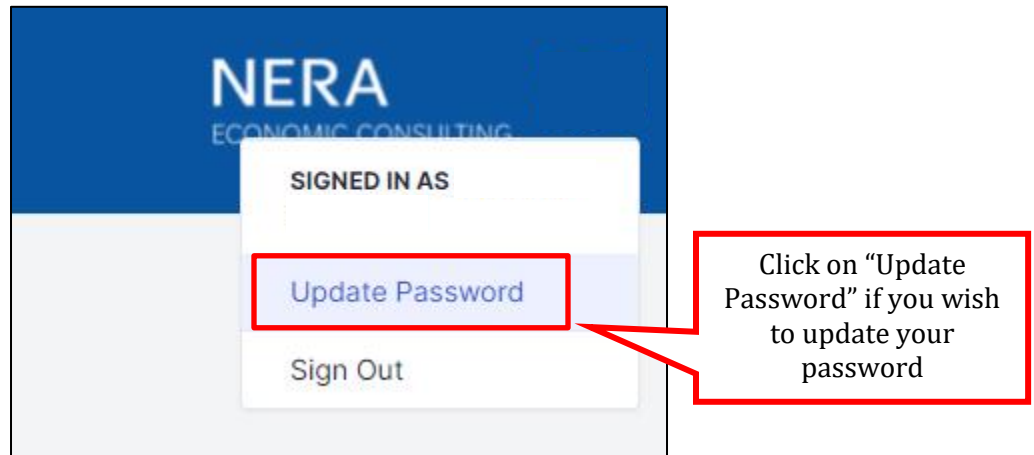 NERA
ECONOMIC CONSULTING
SIGNED IN AS
Update Password
Sign Out
Click on “Update
Password” if you wish
to update your
password